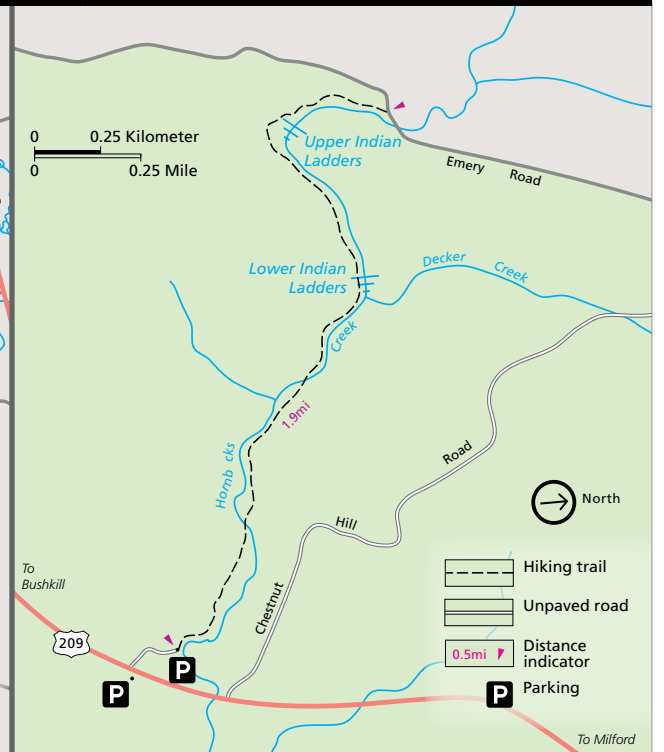 0 0.25 Kilometer
0 0.25 Mile
Upper Indian
Ladders
Emery Road
Lower Indian
Ladders
Decker Creek
Creek
1.9mi
Hornb cks
Road
Hill
Chestnut
North
To
Bushkill
209
P
P
Hiking trail
Unpaved road
0.5mi
Distance
indicator
P
Parking
To Milford